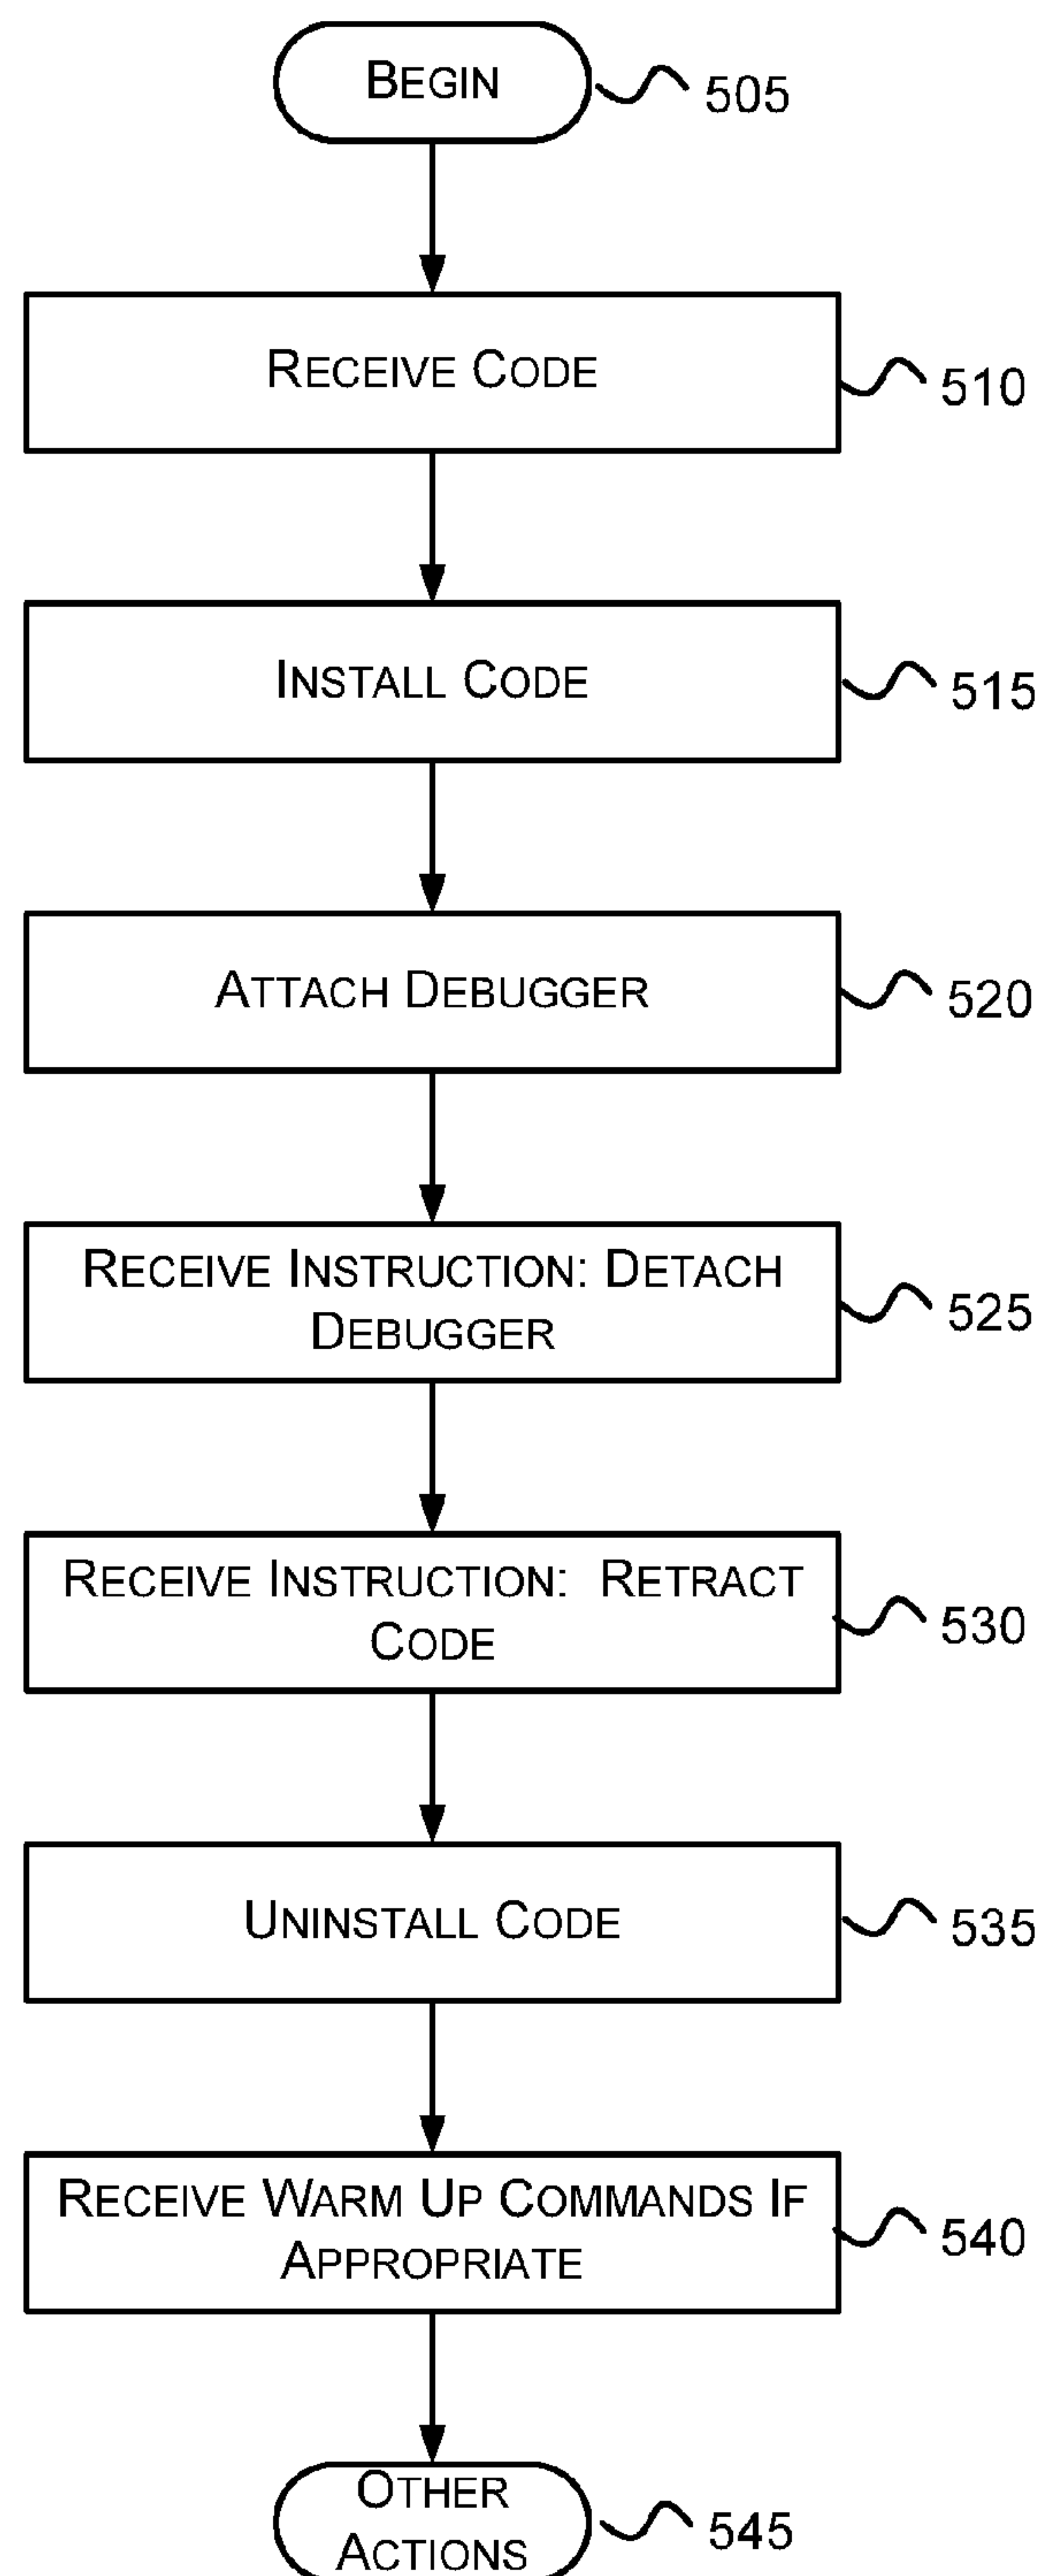 BEGIN
505
RECEIVE CODE
510
INSTALL CODE
515
ATTACH DEBUGGER
520
RECEIVE INSTRUCTION: DETACH
DEBUGGER
525
RECEIVE INSTRUCTION: RETRACT
CODE
530
UNINSTALL CODE
535
RECEIVE WARM UP COMMANDS IF
APPROPRIATE
540
OTHER
ACTIONS
545